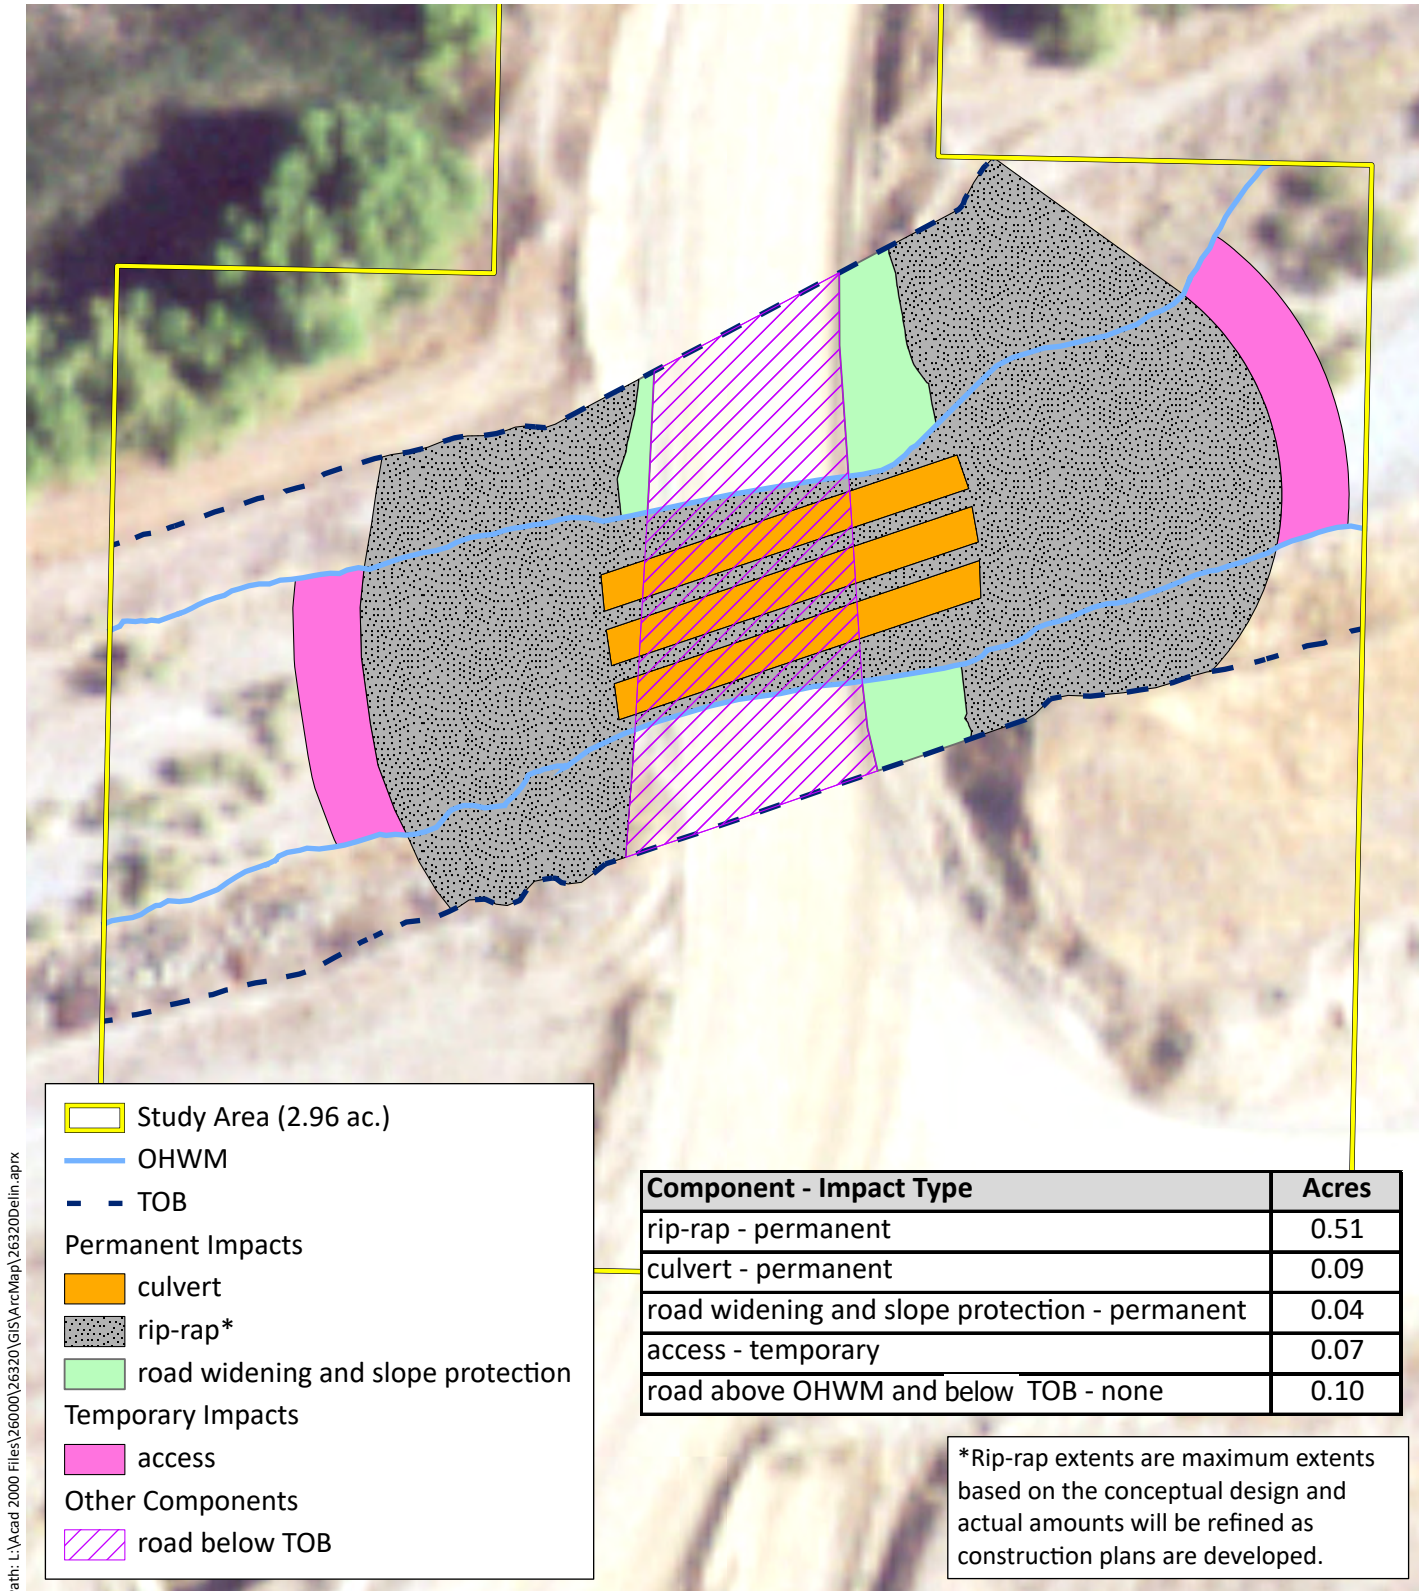 Study Area (2.96 ac.)
OHWM
TOB
Permanent Impacts
culvert
rip-rap*
road widening and slope protection
Temporary Impacts
access
Other Components
road below TOB
Component - Impact Type Acres
rip-rap - permanent 0.51
culvert - permanent 0.09
road widening and slope protection - permanent 0.04
access - temporary 0.07
road above OHWM and below TOB - none 0.10
*Rip-rap extents are maximum extents
based on the conceptual design and
actual amounts will be refined as
construction plans are developed.
ath: L:\Acad 2000 Files\26000\26320\GIS\ArcMap\26320Delin.aprx